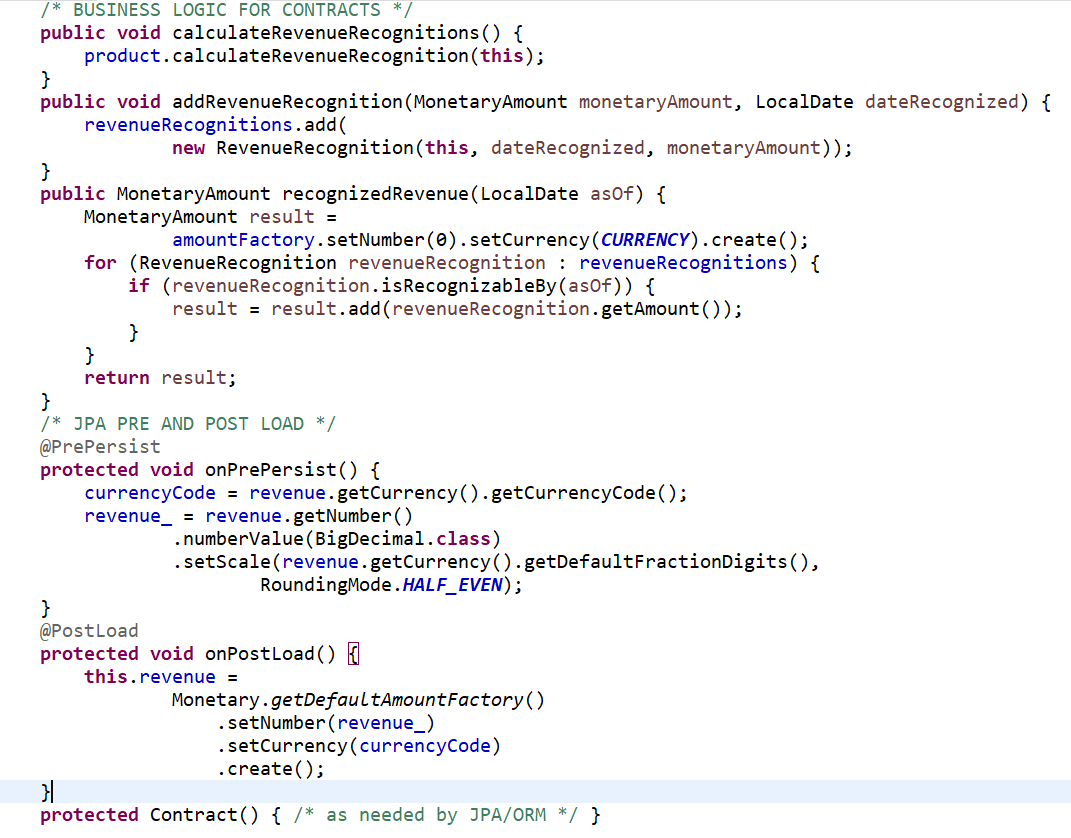 /* BUSINESS LOGIC FOR CONTRACTS */
public void calculateRevenueRecognitions() {
    product.calculateRevenueRecognition(this);
}
public void addRevenueRecognition(MonetaryAmount monetaryAmount, LocalDate dateRecognized) {
    revenueRecognitions.add(
            new RevenueRecognition(this, dateRecognized, monetaryAmount));
}
public MonetaryAmount recognizedRevenue(LocalDate asOf) {
    MonetaryAmount result =
            amountFactory.setNumber(0).setCurrency(CURRENCY).create();
    for (RevenueRecognition revenueRecognition : revenueRecognitions) {
        if (revenueRecognition.isRecognizableBy(asOf)) {
            result = result.add(revenueRecognition.getAmount());
        }
    }
    return result;
}
/* JPA PRE AND POST LOAD */
@PrePersist
protected void onPrePersist() {
    currencyCode = revenue.getCurrency().getCurrencyCode();
    revenue_ = revenue.getNumber()
            .numberValue(BigDecimal.class)
            .setScale(revenue.getCurrency().getDefaultFractionDigits(),
                    RoundingMode.HALF_EVEN);
}
@PostLoad
protected void onPostLoad() {
    this.revenue =
            Monetary.getDefaultAmountFactory()
                .setNumber(revenue_)
                .setCurrency(currencyCode)
                .create();
}
protected Contract() { /* as needed by JPA/ORM */ }